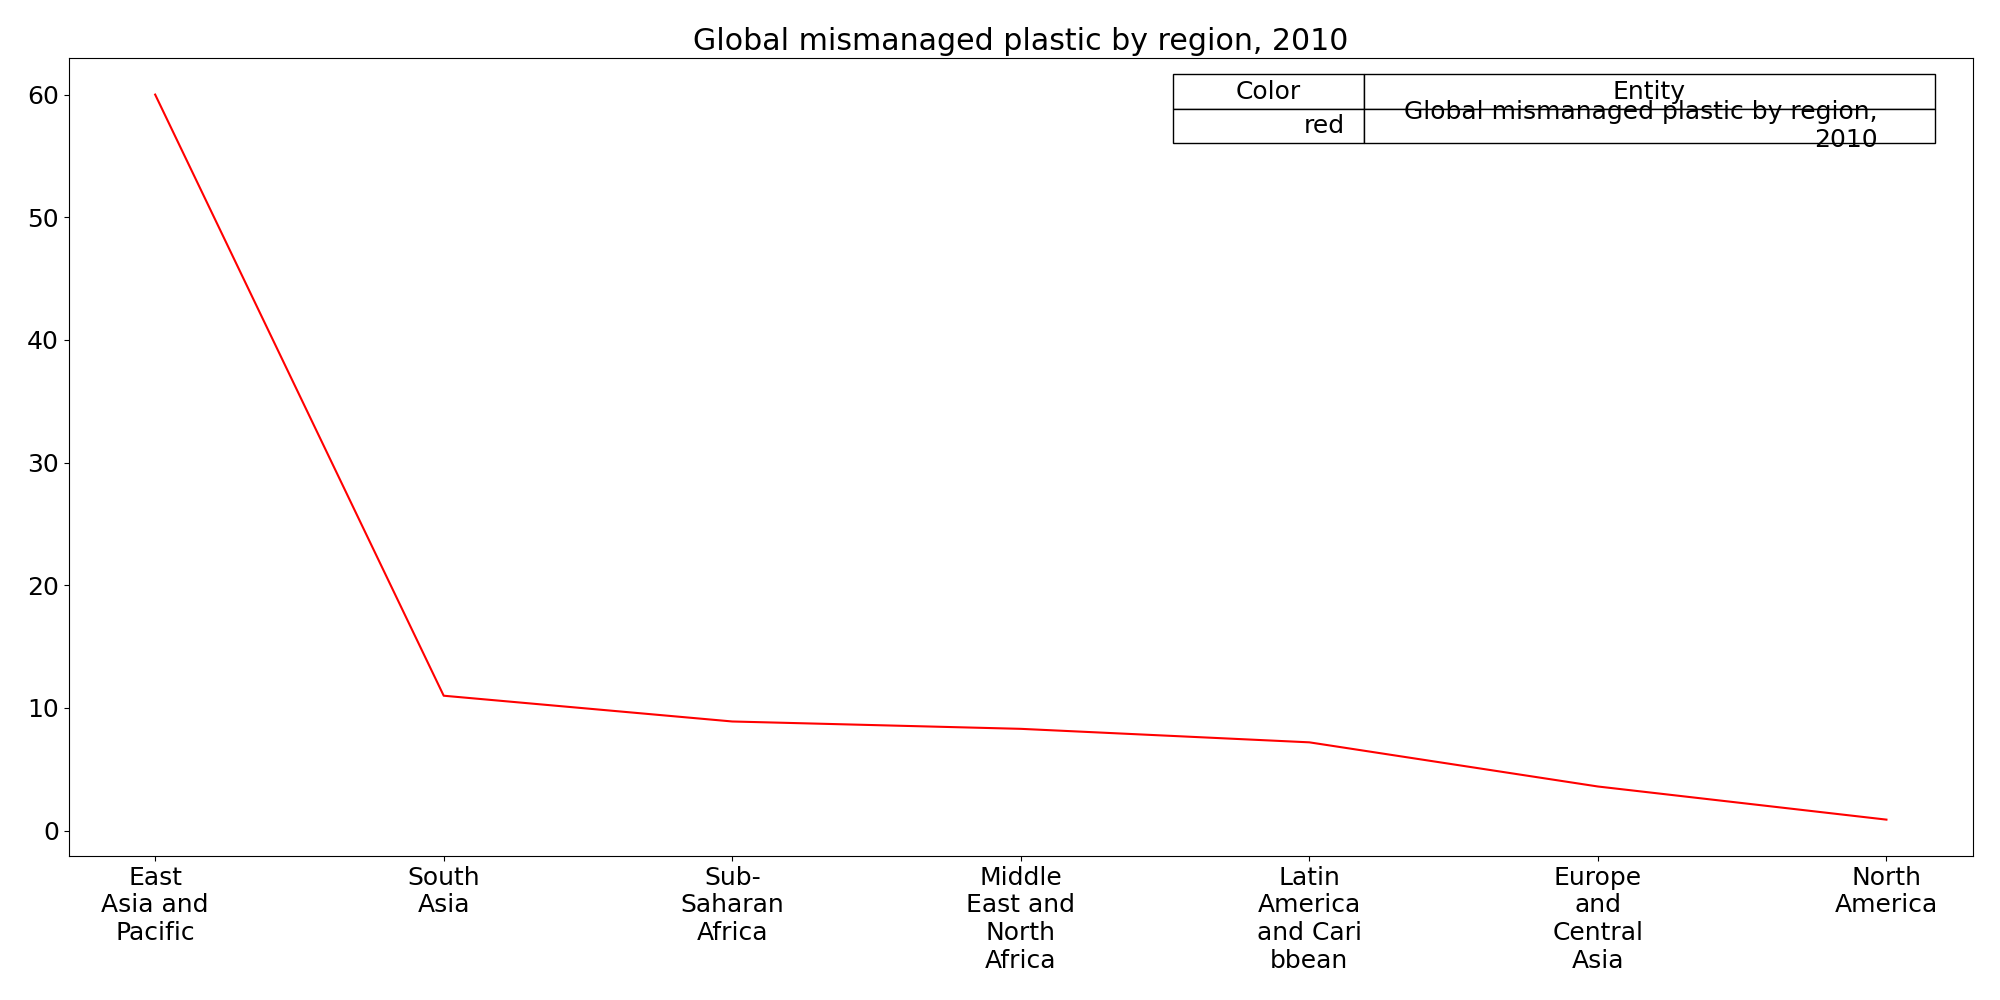 Global mismanaged plastic by region, 2010
Color Entity
red Global mismanaged plastic by region,
2010
60
50
40
30
20
10
0
East
Asia and
Pacific
South
Asia
Sub-
Saharan
Africa
Middle
East and
North
Africa
Latin
America
and Cari
bbean
Europe
and
Central
Asia
North
America